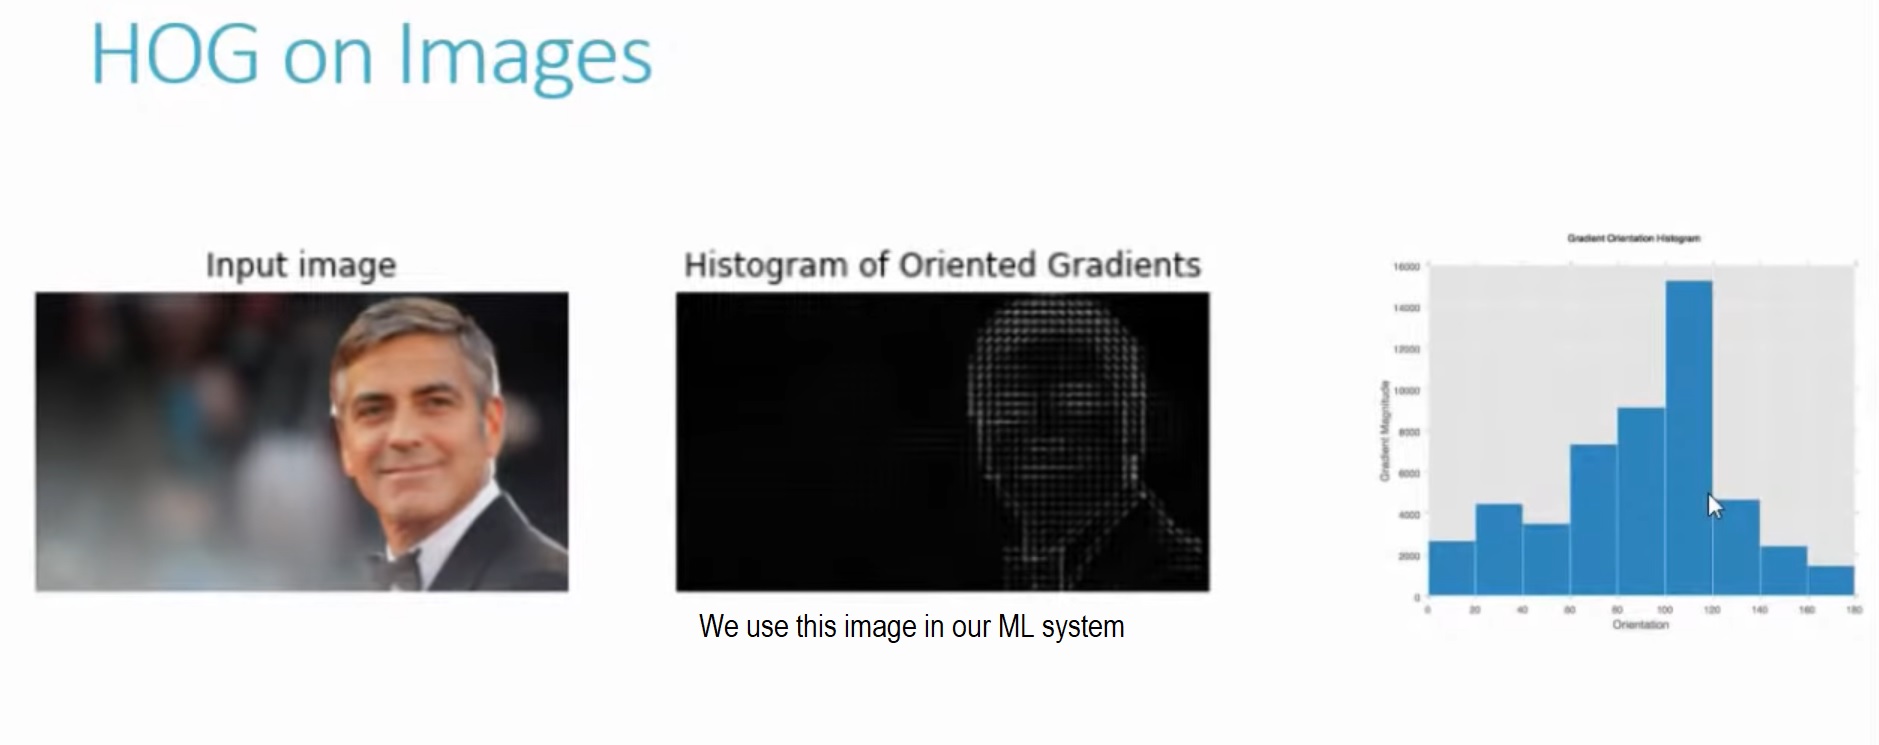 HOG on Images
Input image
Histogram of Oriented Gradients
We use this image in our ML system
Gradient Orientation Histogram
Gradient Magnitude
16000
14000
12000
10000
8000
6000
4000
2000
0
0 20 40 60 80 100 120 140 160 180
Orientation